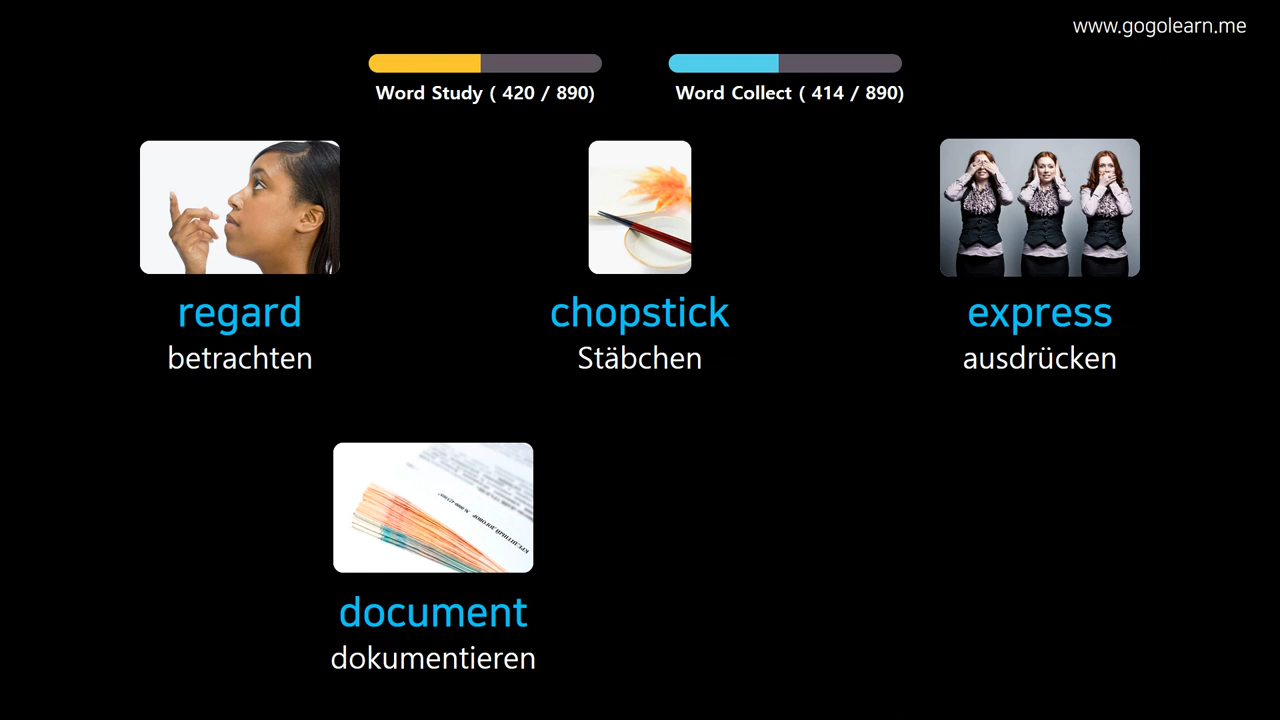 www.gogolearn.me
Word Study ( 420 / 890)
Word Collect ( 414 / 890)
regard
betrachten
chopstick
Stäbchen
express
ausdrücken
document
dokumentieren